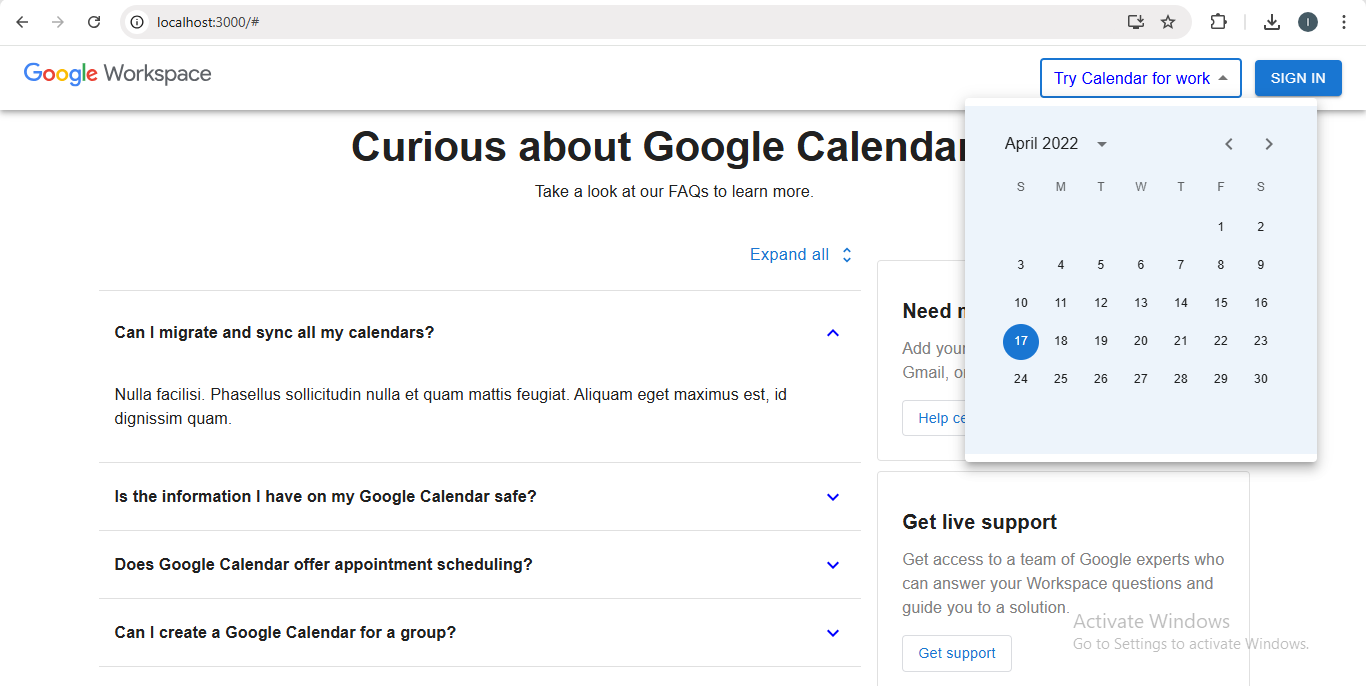 localhost:3000/#
I
Google Workspace
Try Calendar for work
SIGN IN
Curious about Google Calendar
Take a look at our FAQs to learn more.
April 2022
S M T W T F S
1 2
3 4 5 6 7 8 9
10 11 12 13 14 15 16
17 18 19 20 21 22 23
24 25 26 27 28 29 30
Expand all
Can I migrate and sync all my calendars?
Nulla facilisi. Phasellus sollicitudin nulla et quam mattis feugiat. Aliquam eget maximus est, id
dignissim quam.
Is the information I have on my Google Calendar safe?
Does Google Calendar offer appointment scheduling?
Can I create a Google Calendar for a group?
Need
Add your
Gmail,
Help
Get live support
Get access to a team of Google experts who
can answer your Workspace questions and
guide you to a solution.
Get support
Activate Windows
Go to Settings to activate Windows.